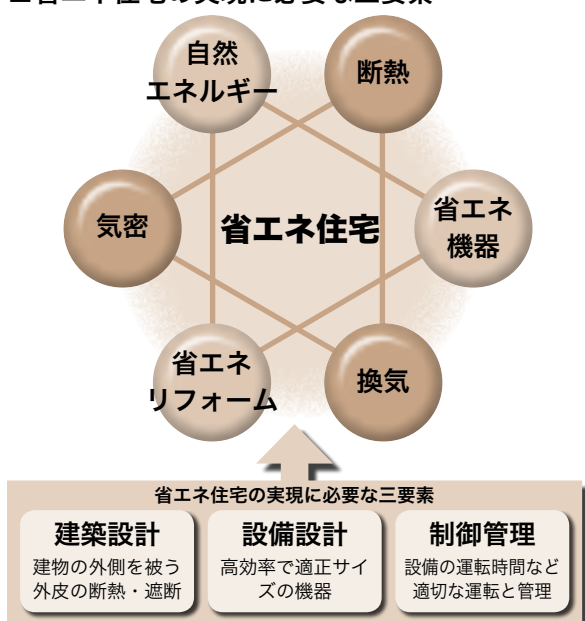 自然
エネルギー
断熱
気密
省エネ住宅
省エネ
機器
省エネ
リフォーム
換気
省エネ住宅の実現に必要な三要素
建築設計
建物の外側を被う
外皮の断熱・遮断
設備設計
高効率で適正サイ
ズの機器
制御管理
設備の運転時間など
適切な運転と管理